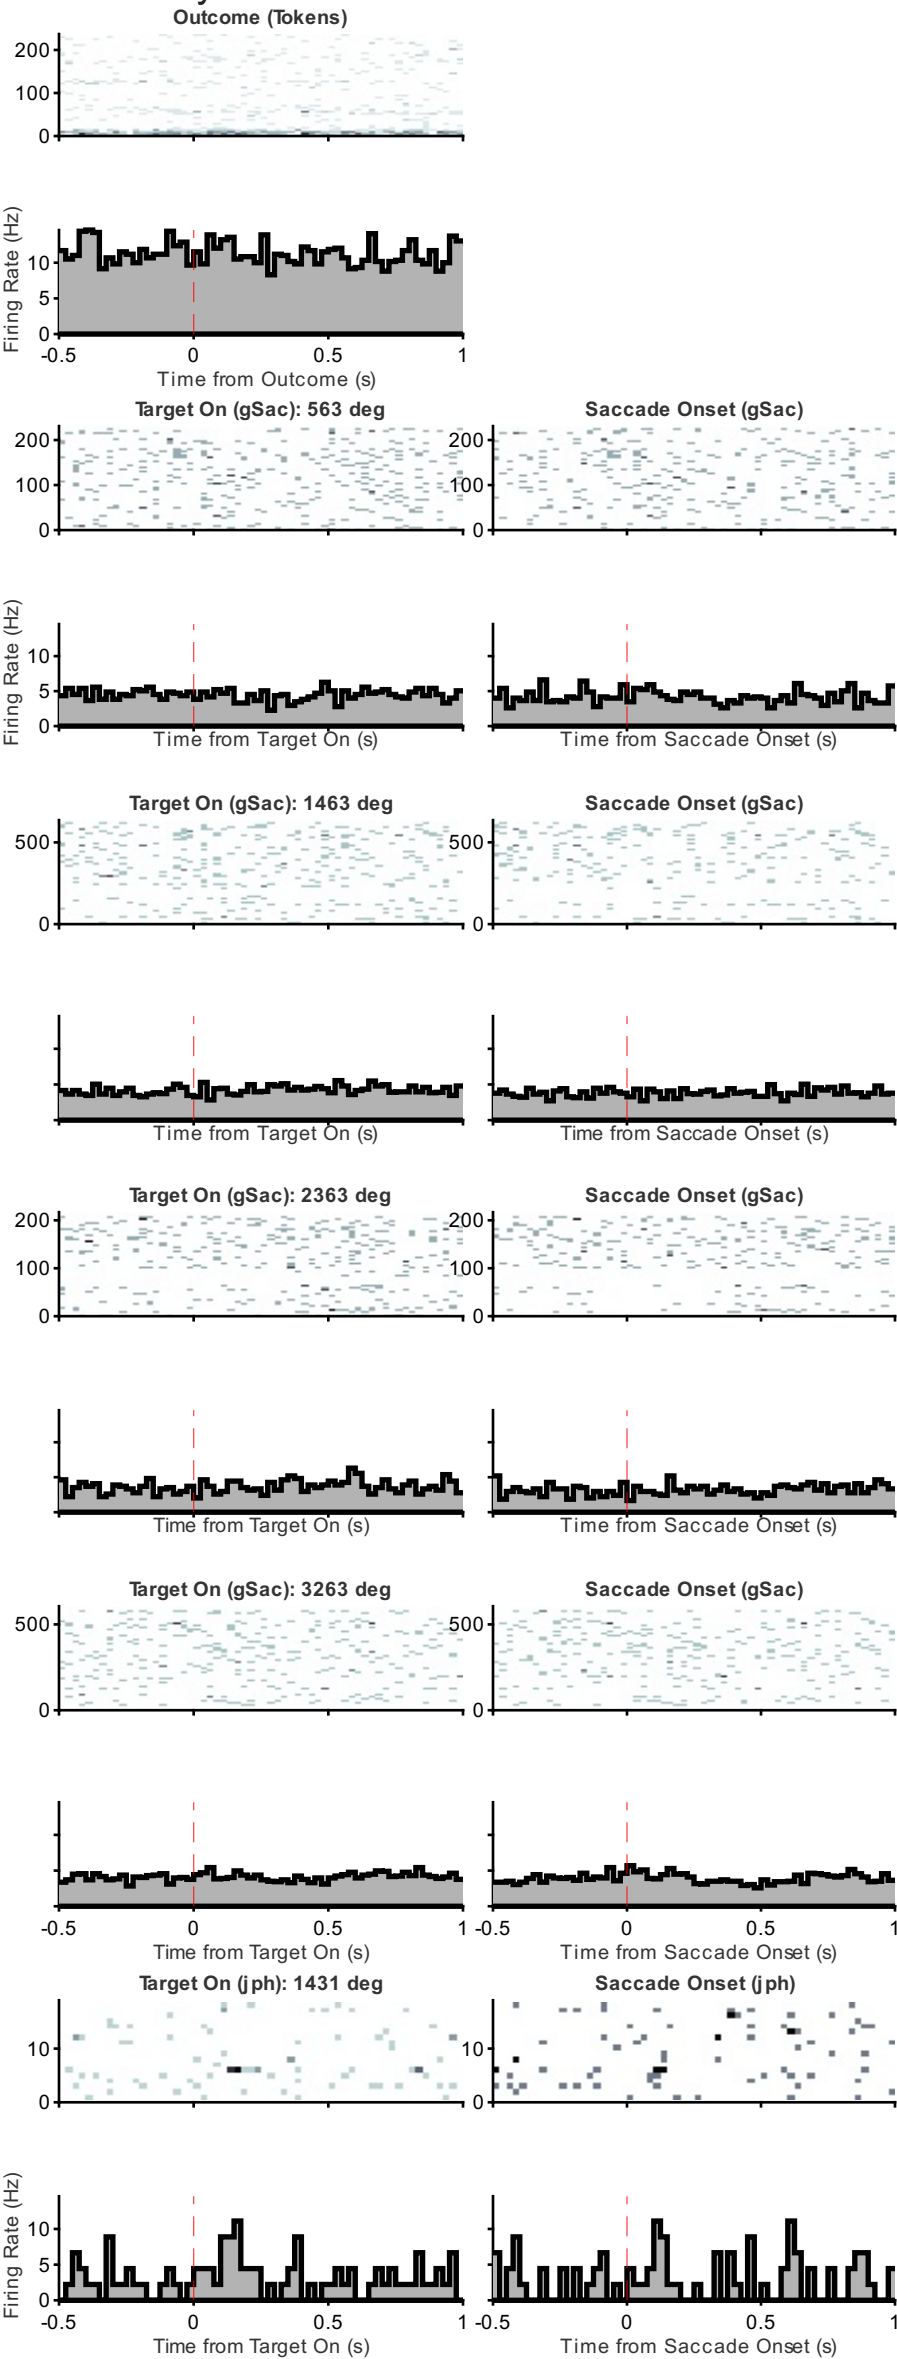 Outcome (Tokens)
200
100
0
Firing Rate (Hz)
10
5
0
-0.5 0 0.5 1
Time from Outcome (s)
Target On (gSac): 563 deg Saccade Onset (gSac)
200 200
100 100
0 0
Firing Rate (Hz)
10
5
0
Time from Target On (s) Time from Saccade Onset (s)
Target On (gSac): 1463 deg Saccade Onset (gSac)
500 500
0 0
Time from Target On (s) Time from Saccade Onset (s)
Target On (gSac): 2363 deg Saccade Onset (gSac)
200 200
100 100
0 0
Time from Target On (s) Time from Saccade Onset (s)
Target On (gSac): 3263 deg Saccade Onset (gSac)
500 500
0 0
-0.5 0 0.5 1 -0.5 0 0.5 1
Time from Target On (s) Time from Saccade Onset (s)
Target On (jph): 1431 deg Saccade Onset (jph)
10 10
0 0
Firing Rate (Hz)
10
5
0
-0.5 0 0.5 1 -0.5 0 0.5 1
Time from Target On (s) Time from Saccade Onset (s)